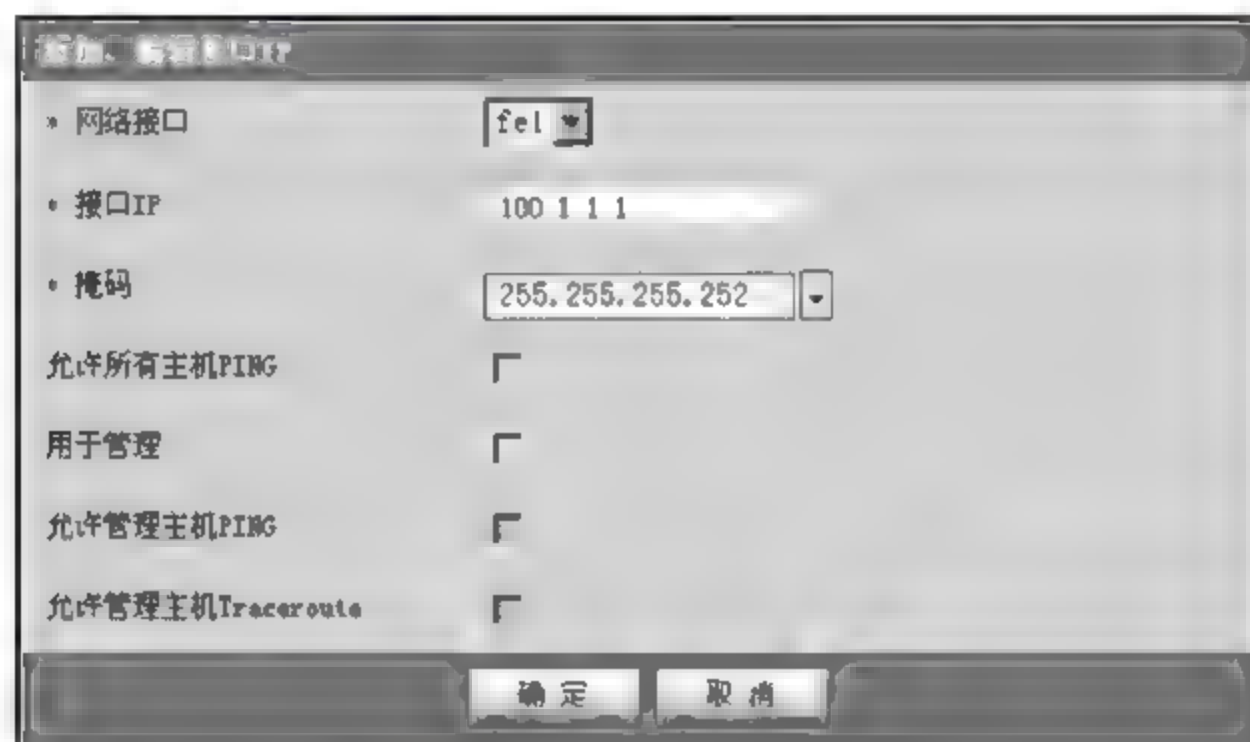 * 网络接口
fe1
* 接口IP
100 1 1 1
* 掩码
255.255.255.252
允许所有主机PING
用于管理
允许管理主机PING
允许管理主机Traceroute
确定
取消